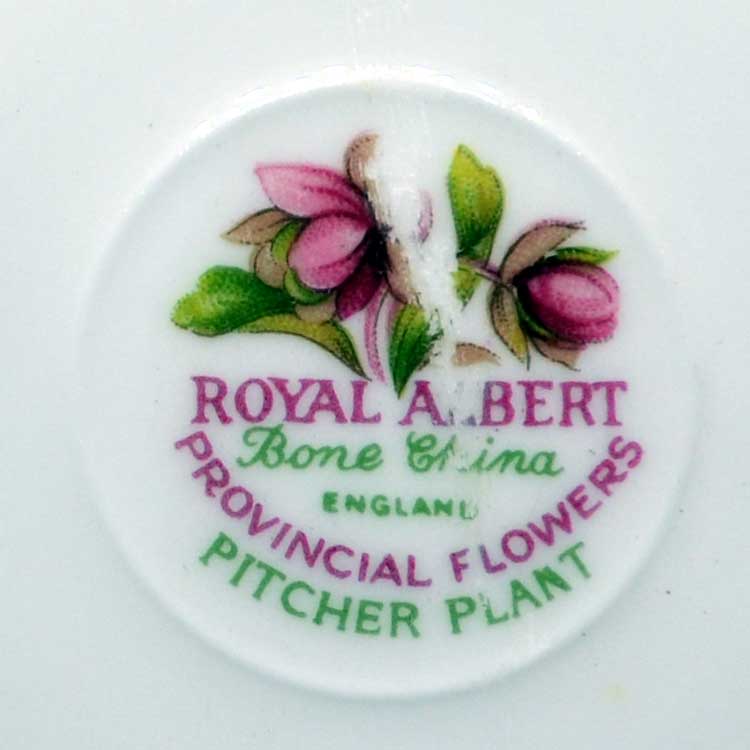 ROYAL ALBERT
Bone China
ENGLAND
PROVINCIAL FLOWERS
PITCHER PLANT